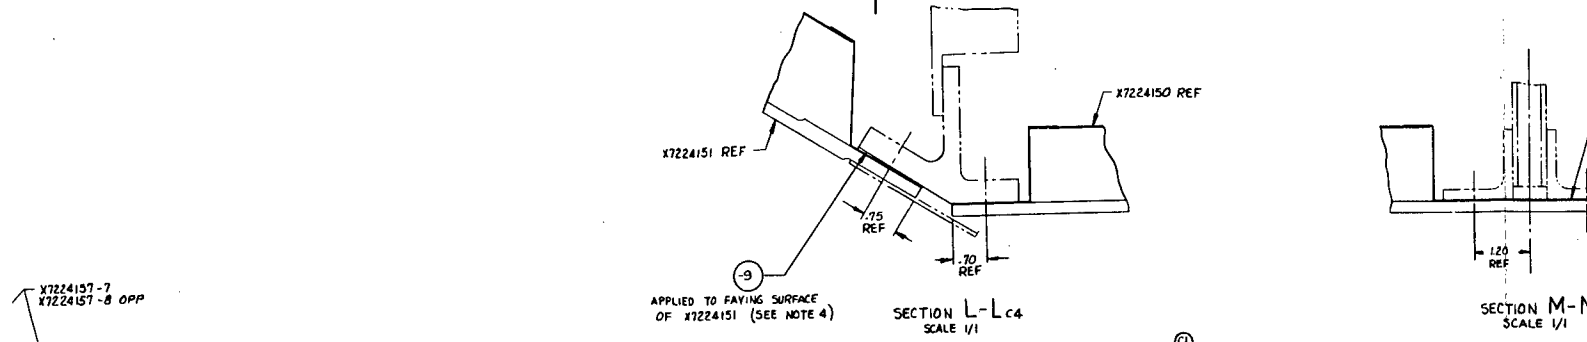 X7224150 REF
X7224151 REF
.75
REF
.70
REF
1.20
REF
-9
APPLIED TO FAYING SURFACE
OF X7224151 (SEE NOTE 4)
SECTION L-L C4
SCALE 1/1
SECTION M-
SCALE 1/1
X7224157-7
X7224157-8 OPP